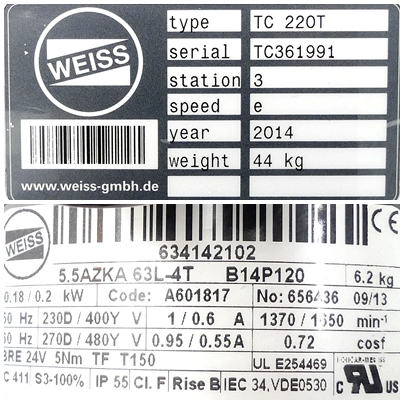 WEISS
type TC 220T
serial TC361991
station 3
speed e
year 2014
weight 44 kg
www.weiss-gmbh.de
CE
WEISS
634142102
5.5AZKA 63L-4T B14P120 6.2 kg
0.18 / 0.2 kW Code: A601817 No: 656436 09/13
Hz 230D / 400Y V 1 / 0.6 A 1370 / 1650 min⁻¹
Hz 270D / 480Y V 0.95 / 0.55A 0.72 cosf
BRE 24V 5Nm TF T150 UL E254469
C 411 S3-100% IP 55 Cl. F Rise B IEC 34,VDE0530 C US